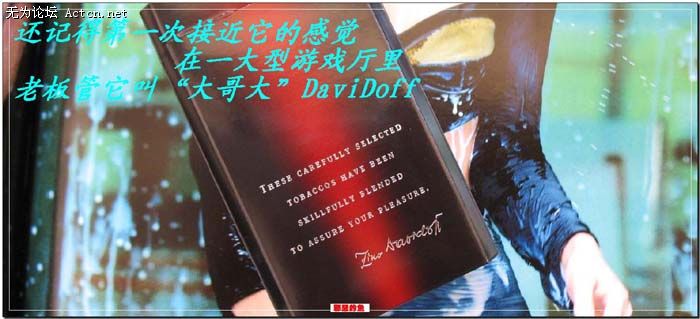 无为论坛 Actcn.net
还记得第一次接近它的感觉
在一大型游戏厅里
老板管它叫“大哥大”DaviDoff
THESE CAREFULLY SELECTED
TOBACCOS HAVE BEEN
SKILLFULLY BLENDED
TO ASSURE YOUR PLEASURE.
Zino Davidoff